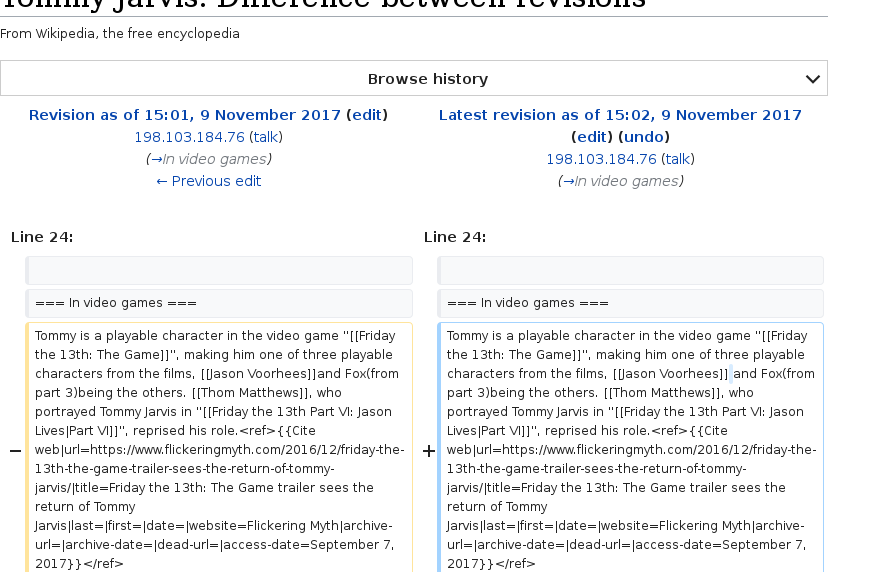 Tommy Jarvis: Difference between revisions
From Wikipedia, the free encyclopedia
Browse history
Revision as of 15:01, 9 November 2017 (edit)
198.103.184.76 (talk)
(→In video games)
← Previous edit
Latest revision as of 15:02, 9 November 2017
(edit) (undo)
198.103.184.76 (talk)
(→In video games)
Line 24:
Line 24:
=== In video games ===
=== In video games ===
−
Tommy is a playable character in the video game "[[Friday
the 13th: The Game]]", making him one of three playable
characters from the films, [[Jason Voorhees]]and Fox(from
part 3)being the others. [[Thom Matthews]], who
portrayed Tommy Jarvis in "[[Friday the 13th Part VI: Jason
Lives|Part VI]]", reprised his role.<ref>{{Cite
web|url=https://www.flickeringmyth.com/2016/12/friday-the-
13th-the-game-trailer-sees-the-return-of-tommy-
jarvis/|title=Friday the 13th: The Game trailer sees the
return of Tommy
Jarvis|last=|first=|date=|website=Flickering Myth|archive-
url=|archive-date=|dead-url=|access-date=September 7,
2017}}</ref>
+
Tommy is a playable character in the video game "[[Friday
the 13th: The Game]]", making him one of three playable
characters from the films, [[Jason Voorhees]] and Fox(from
part 3)being the others. [[Thom Matthews]], who
portrayed Tommy Jarvis in "[[Friday the 13th Part VI: Jason
Lives|Part VI]]", reprised his role.<ref>{{Cite
web|url=https://www.flickeringmyth.com/2016/12/friday-the-
13th-the-game-trailer-sees-the-return-of-tommy-
jarvis/|title=Friday the 13th: The Game trailer sees the
return of Tommy
Jarvis|last=|first=|date=|website=Flickering Myth|archive-
url=|archive-date=|dead-url=|access-date=September 7,
2017}}</ref>